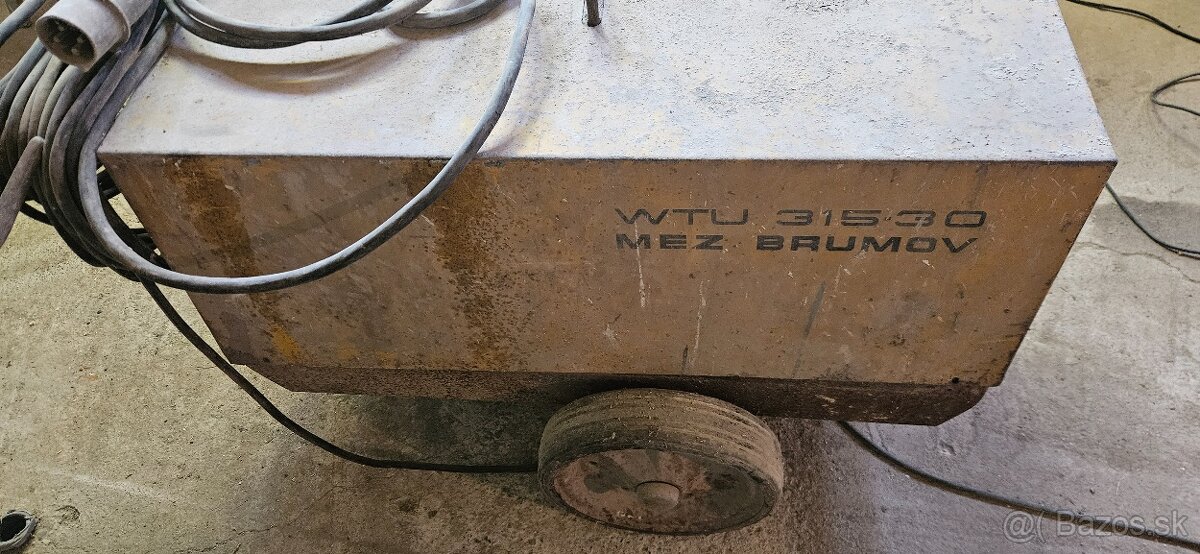 WTU 315-30
MEZ BRUMOV
@( Bazos.sk